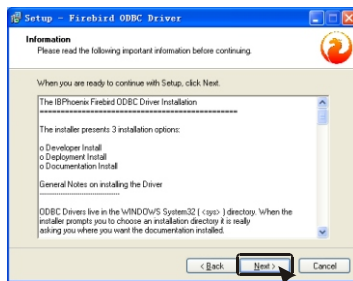 Setup - Firebird ODBC Driver
Information
Please read the following important information before continuing.
When you are ready to continue with Setup, click Next.
The IBPhoenix Firebird ODBC Driver Installation
==============================================
The installer presents 3 installation options:
o Developer Install
o Deployment Install
o Documentation Install
General Notes on installing the Driver
-------------------------------
ODBC Drivers live in the WINDOWS System32 ( <sys> ) directory. When the
installer prompts you to choose an installation directory it is really
asking you where you want the documentation installed.
< Back
Next >
Cancel